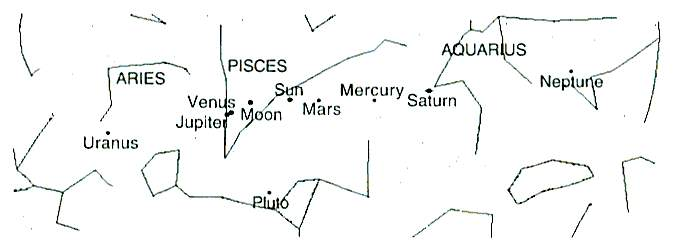 AQUARIUS
PISCES
ARIES
Neptune
Sun
Mercury
Venus
Saturn
Moon
Mars
Jupiter
Uranus
Pluto